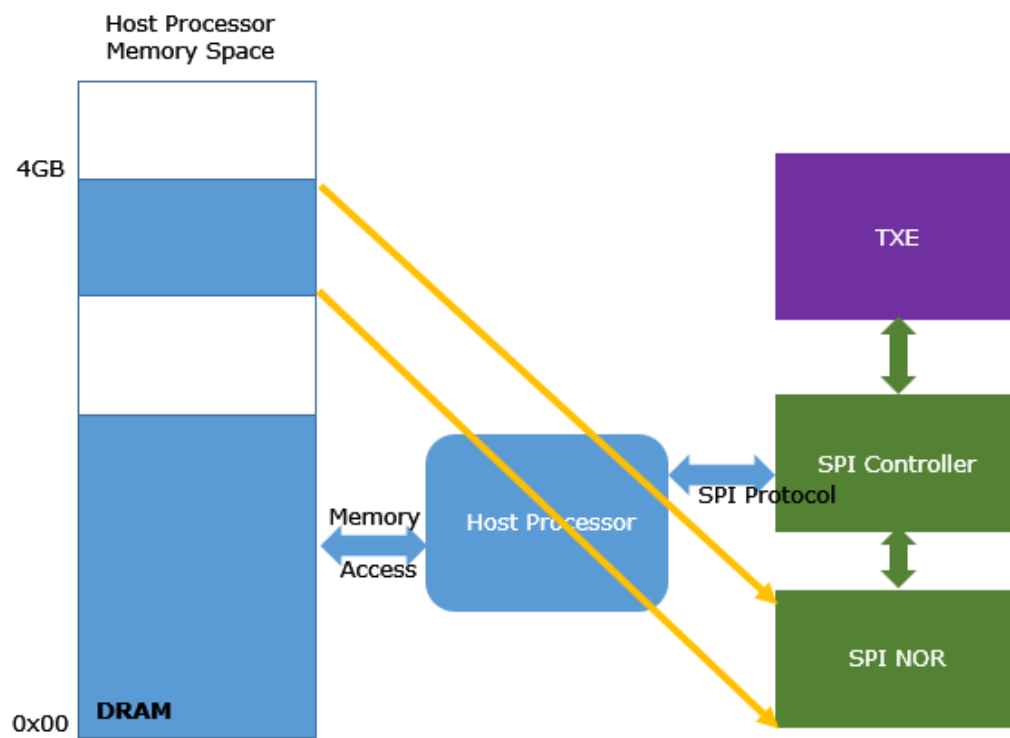 Host Processor
Memory Space
4GB
TXE
SPI Controller
SPI Protocol
Host Processor
Memory
Access
SPI NOR
DRAM
0x00